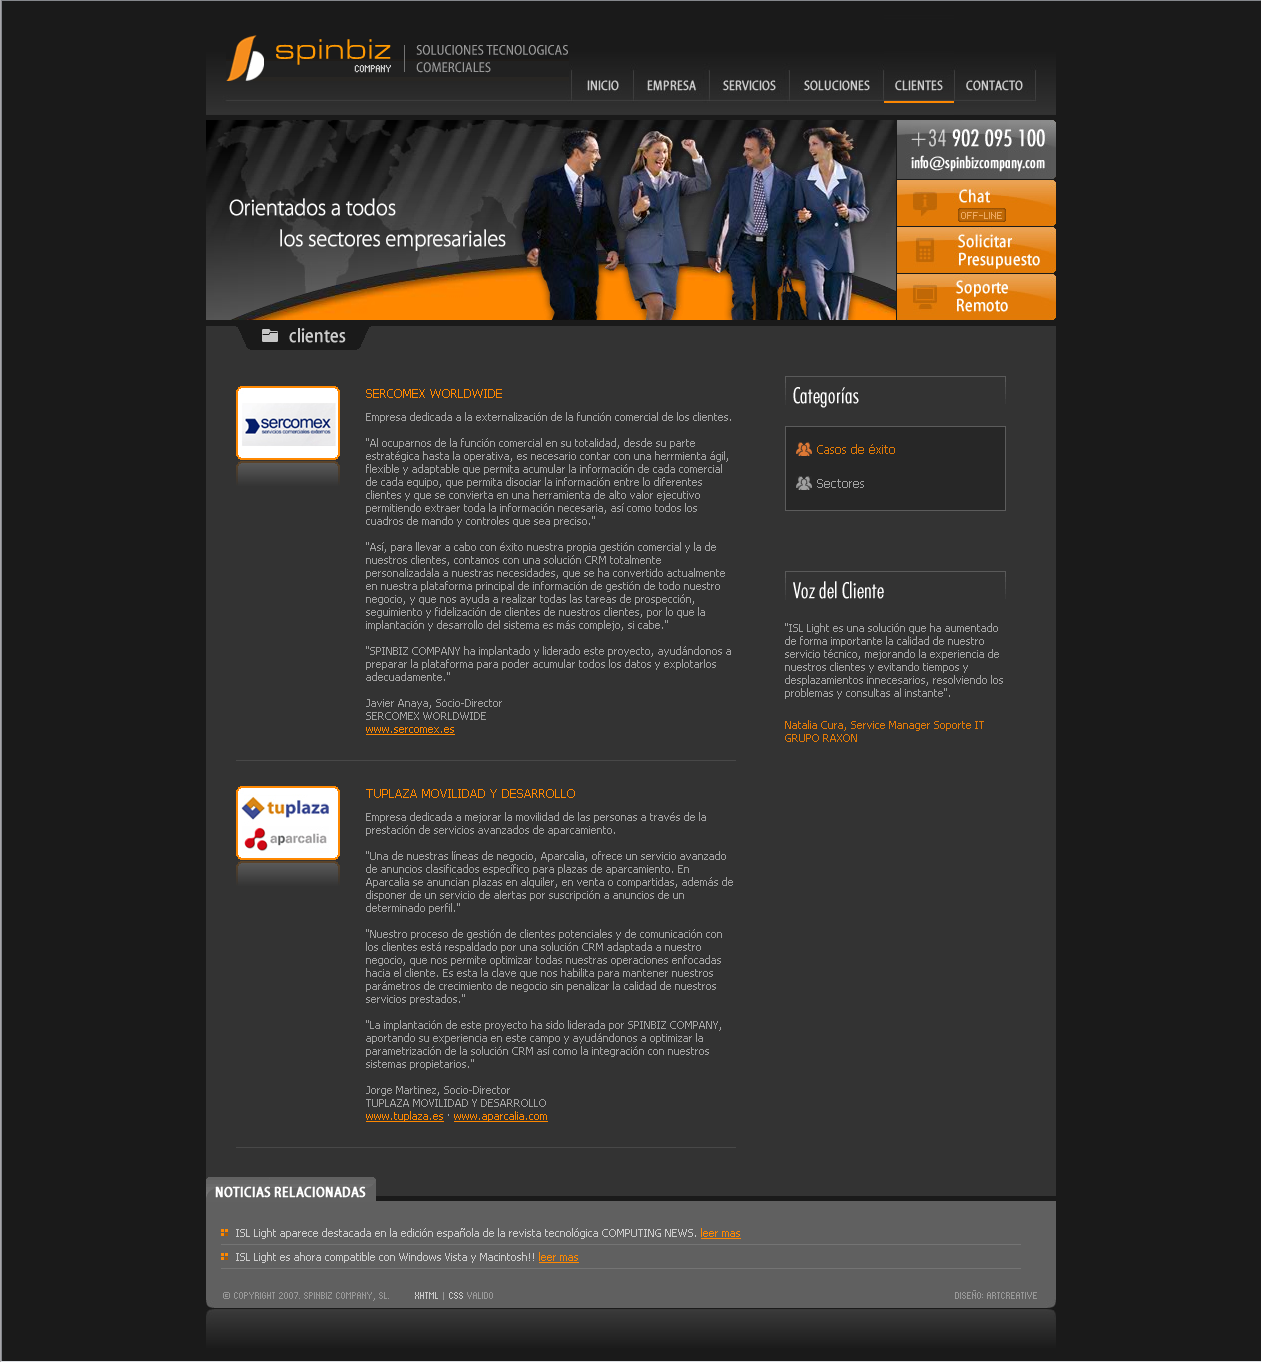 spinbiz
COMPANY
SOLUCIONES TECNOLOGICAS
COMERCIALES
INICIO
EMPRESA
SERVICIOS
SOLUCIONES
CLIENTES
CONTACTO
Orientados a todos
los sectores empresariales
+34 902 095 100
info@spinbizcompany.com
Chat
OFF-LINE
Solicitar
Presupuesto
Soporte
Remoto
clientes
sercomex
servicios comerciales externos
SERCOMEX WORLDWIDE
Empresa dedicada a la externalización de la función comercial de los clientes.
"Al ocuparnos de la función comercial en su totalidad, desde su parte
estratégica hasta la operativa, es necesario contar con una herrmienta ágil,
flexible y adaptable que permita acumular la información de cada comercial
de cada equipo, que permita disociar la información entre lo diferentes
clientes y que se convierta en una herramienta de alto valor ejecutivo
permitiendo extraer toda la información necesaria, así como todos los
cuadros de mando y controles que sea preciso."
"Así, para llevar a cabo con éxito nuestra propia gestión comercial y la de
nuestros clientes, contamos con una solución CRM totalmente
personalizadala a nuestras necesidades, que se ha convertido actualmente
en nuestra plataforma principal de información de gestión de todo nuestro
negocio, y que nos ayuda a realizar todas las tareas de prospección,
seguimiento y fidelización de clientes de nuestros clientes, por lo que la
implantación y desarrollo del sistema es más complejo, si cabe."
"SPINBIZ COMPANY ha implantado y liderado este proyecto, ayudándonos a
preparar la plataforma para poder acumular todos los datos y explotarlos
adecuadamente."
Javier Anaya, Socio-Director
SERCOMEX WORLDWIDE
www.sercomex.es
tuplaza
aparcalia
TUPLAZA MOVILIDAD Y DESARROLLO
Empresa dedicada a mejorar la movilidad de las personas a través de la
prestación de servicios avanzados de aparcamiento.
"Una de nuestras líneas de negocio, Aparcalia, ofrece un servicio avanzado
de anuncios clasificados específico para plazas de aparcamiento. En
Aparcalia se anuncian plazas en alquiler, en venta o compartidas, además de
disponer de un servicio de alertas por suscripción a anuncios de un
determinado perfil."
"Nuestro proceso de gestión de clientes potenciales y de comunicación con
los clientes está respaldado por una solución CRM adaptada a nuestro
negocio, que nos permite optimizar todas nuestras operaciones enfocadas
hacia el cliente. Es esta la clave que nos habilita para mantener nuestros
parámetros de crecimiento de negocio sin penalizar la calidad de nuestros
servicios prestados."
"La implantación de este proyecto ha sido liderada por SPINBIZ COMPANY,
aportando su experiencia en este campo y ayudándonos a optimizar la
parametrización de la solución CRM así como la integración con nuestros
sistemas propietarios."
Jorge Martinez, Socio-Director
TUPLAZA MOVILIDAD Y DESARROLLO
www.tuplaza.es · www.aparcalia.com
Categorías
Casos de éxito
Sectores
Voz del Cliente
"ISL Light es una solución que ha aumentado
de forma importante la calidad de nuestro
servicio técnico, mejorando la experiencia de
nuestros clientes y evitando tiempos y
desplazamientos innecesarios, resolviendo los
problemas y consultas al instante".
Natalia Cura, Service Manager Soporte IT
GRUPO RAXON
NOTICIAS RELACIONADAS
ISL Light aparece destacada en la edición española de la revista tecnológica COMPUTING NEWS. leer mas
ISL Light es ahora compatible con Windows Vista y Macintosh!! leer mas
© COPYRIGHT 2007. SPINBIZ COMPANY, SL.
XHTML | CSS VALIDO
DISEÑO: ARTCREATIVE